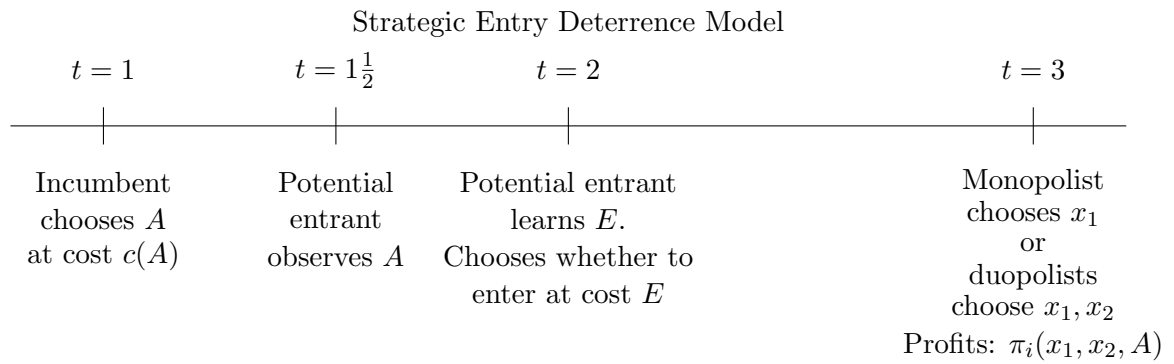 Strategic Entry Deterrence Model
t = 1
t = 1½
t = 2
t = 3
Incumbent
chooses A
at cost c(A)
Potential
entrant
observes A
Potential entrant
learns E.
Chooses whether to
enter at cost E
Monopolist
chooses x₁
or
duopolists
choose x₁, x₂
Profits: πᵢ(x₁, x₂, A)